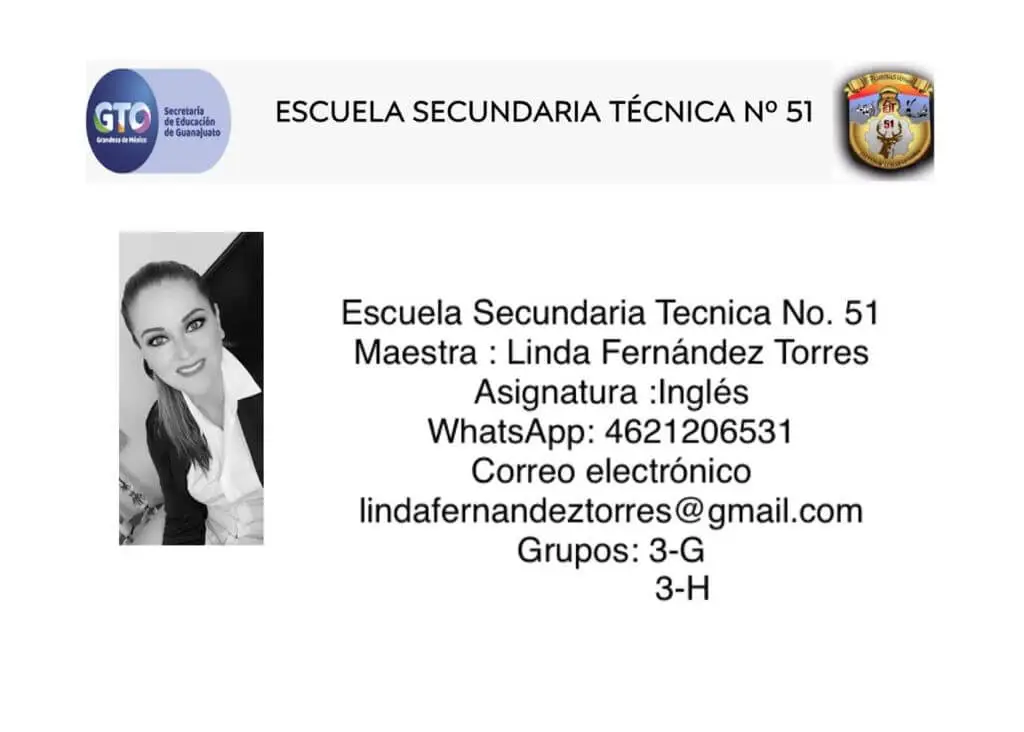 GTO
Grandeza de México
Secretaría
de Educación
de Guanajuato
ESCUELA SECUNDARIA TÉCNICA Nº 51
EST
51
Escuela Secundaria Tecnica No. 51
Maestra : Linda Fernández Torres
Asignatura :Inglés
WhatsApp: 4621206531
Correo electrónico
lindafernandeztorres@gmail.com
Grupos: 3-G
3-H